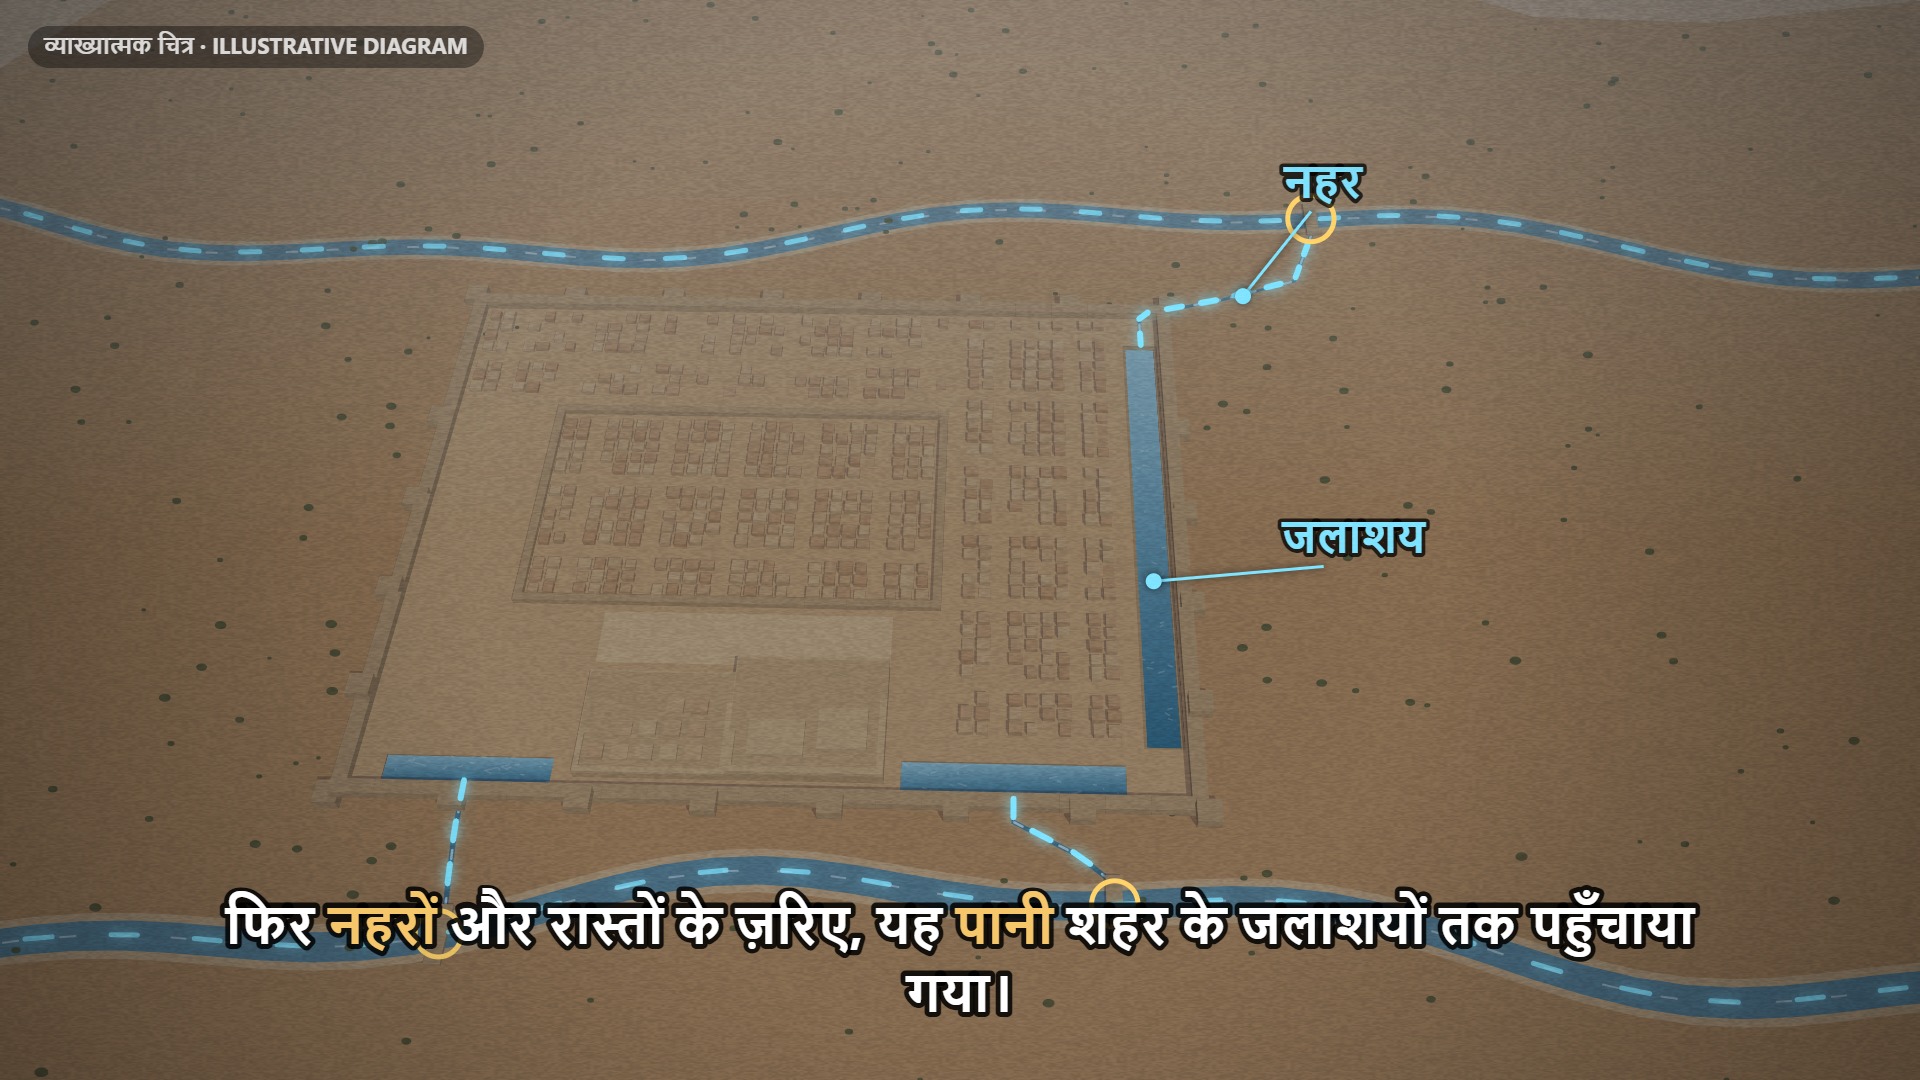 व्याख्यात्मक चित्र · ILLUSTRATIVE DIAGRAM
नहर
जलाशय
फिर नहरों और रास्तों के ज़रिए, यह पानी शहर के जलाशयों तक पहुँचाया
गया।